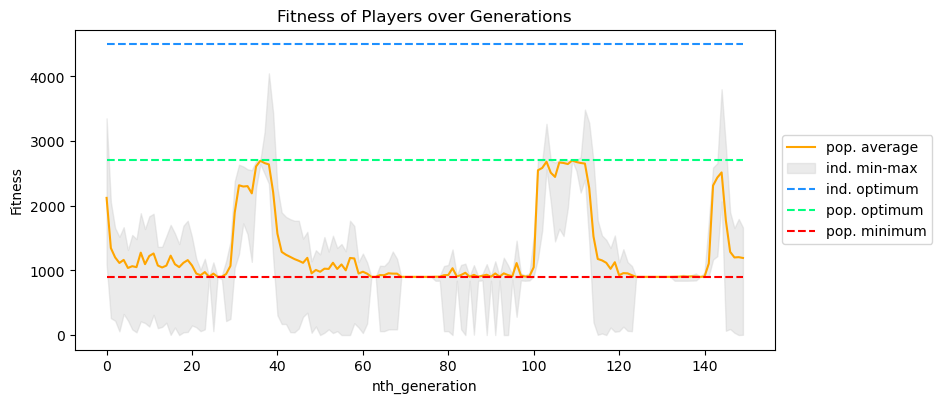 Fitness of Players over Generations
Fitness
4000
3000
2000
1000
0
0 20 40 60 80 100 120 140
nth_generation
pop. average
ind. min-max
ind. optimum
pop. optimum
pop. minimum